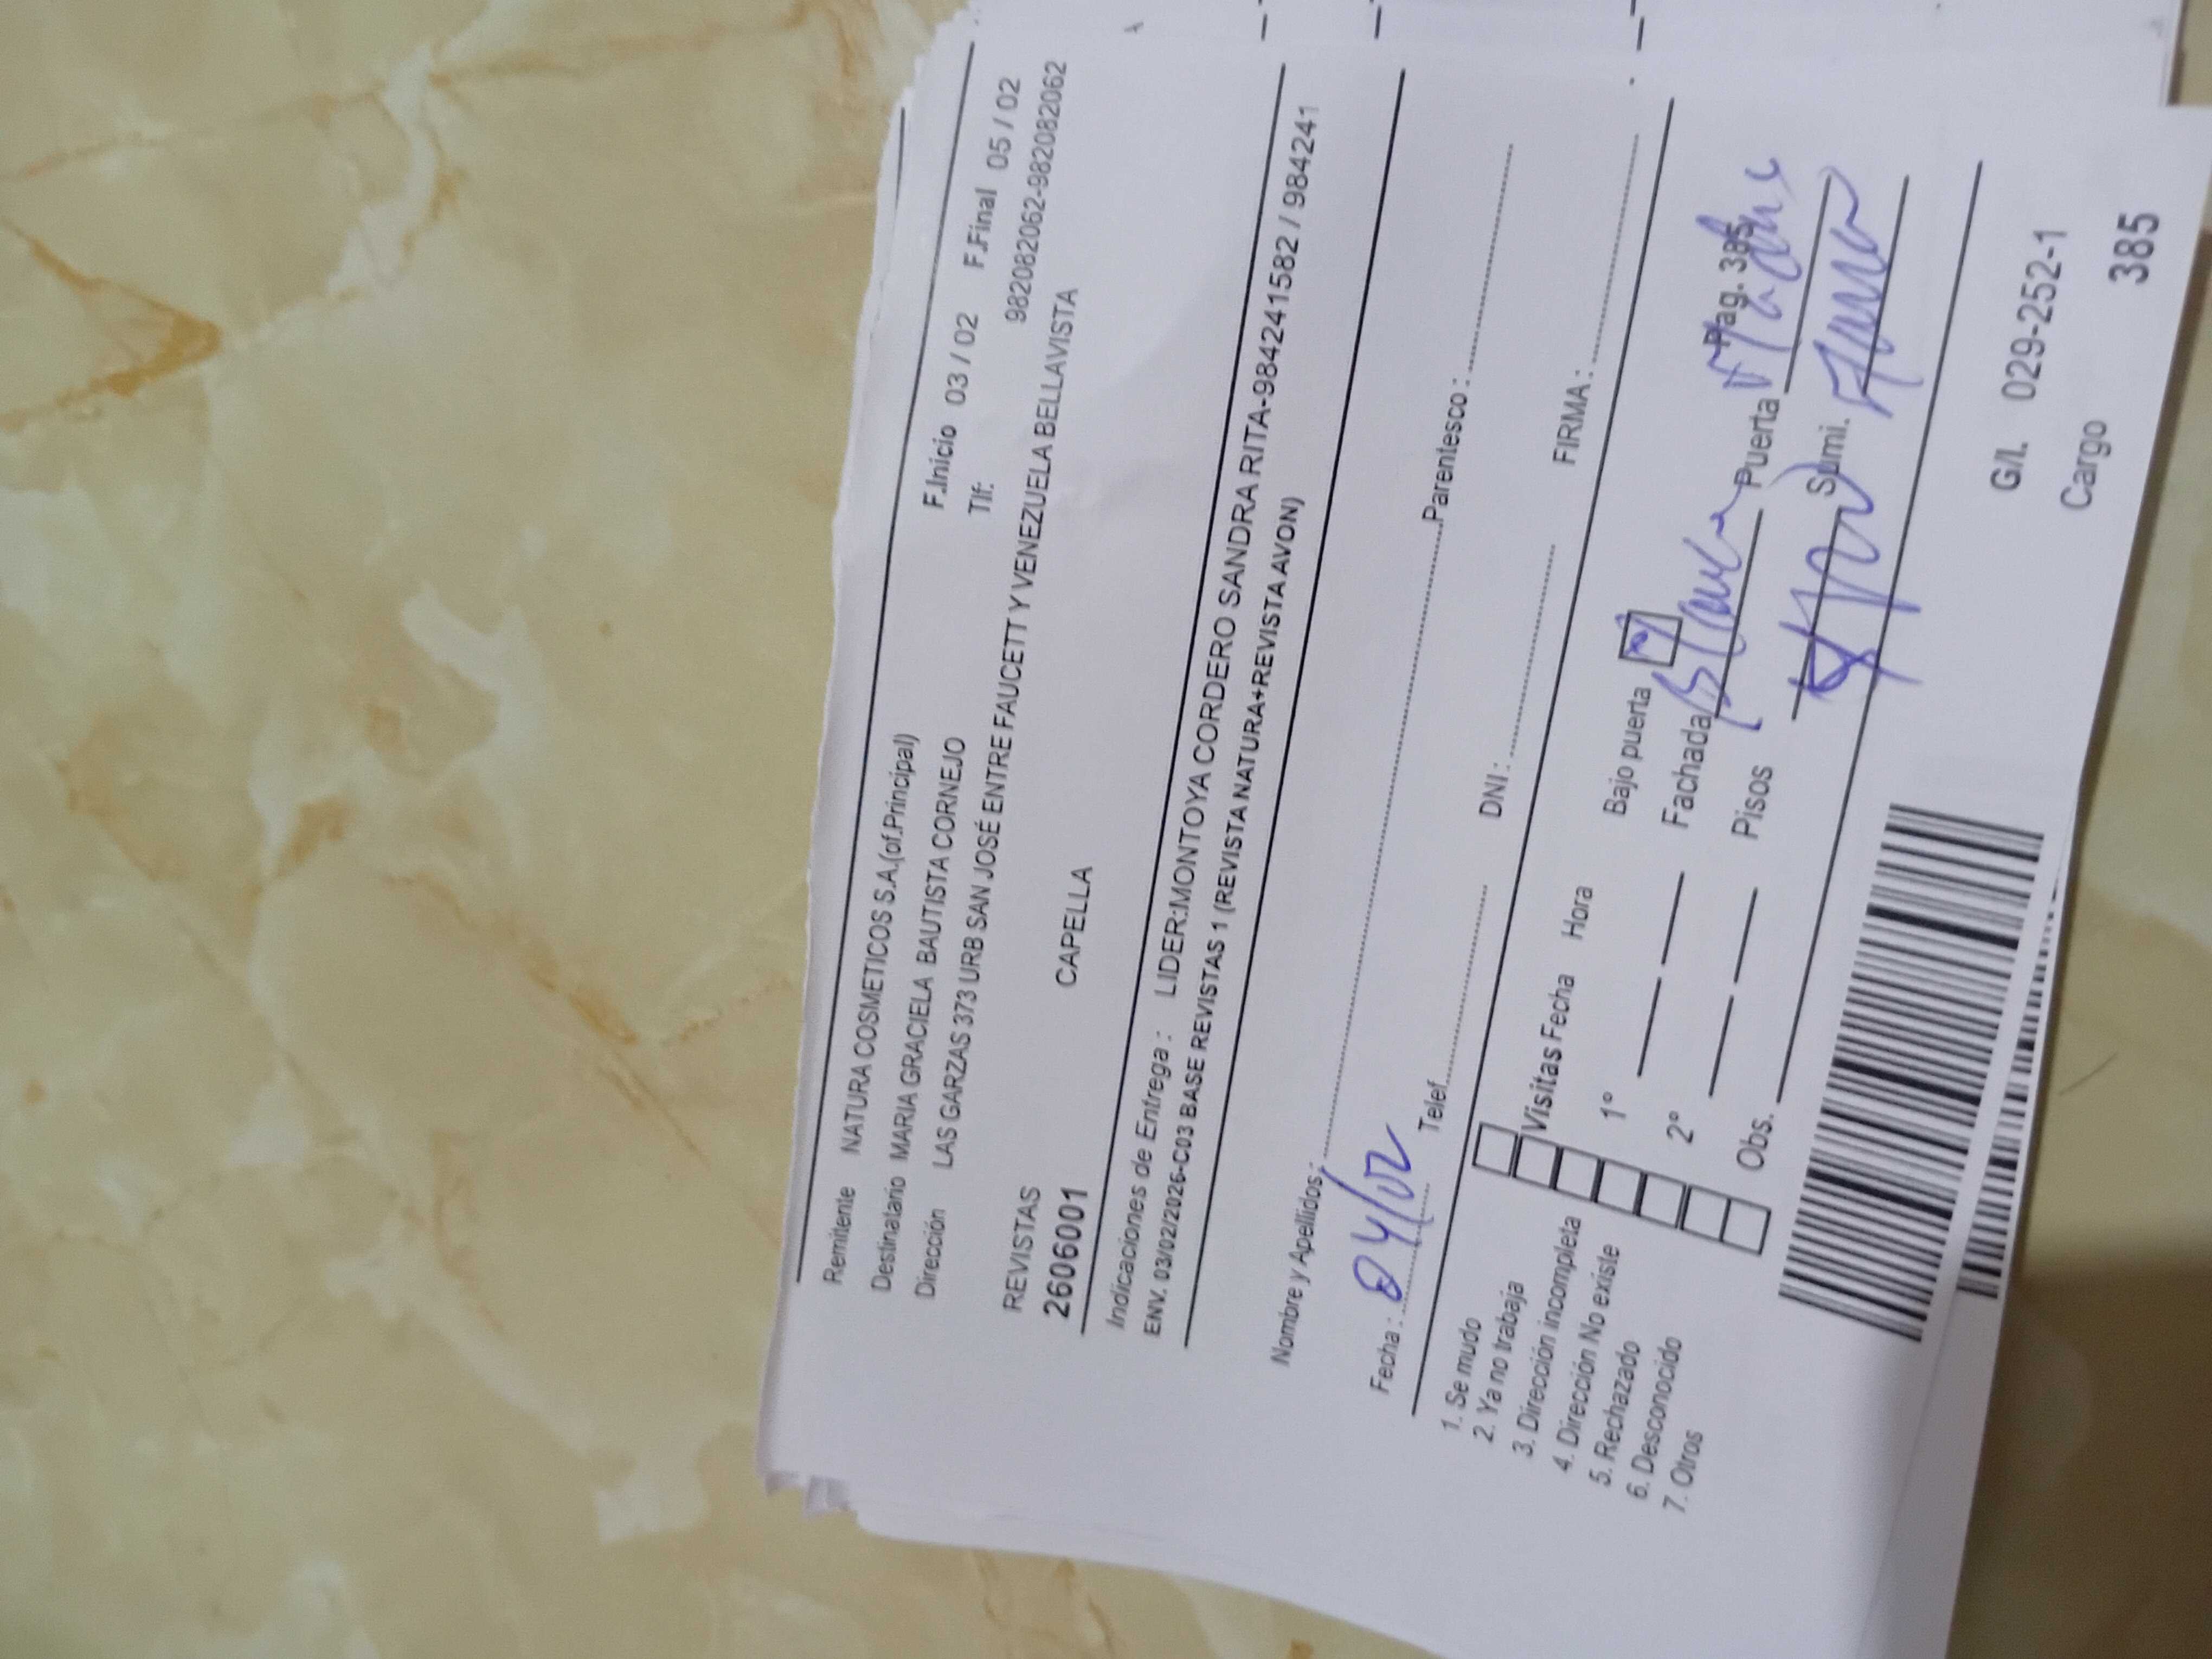 Remitente NATURA COSMETICOS S.A.(of.Principal)
Destinatario MARIA GRACIELA BAUTISTA CORNEJO F.Inicio 03 / 02 F.Final 05 / 02
Dirección LAS GARZAS 373 URB SAN JOSÉ ENTRE FAUCETT Y VENEZUELA BELLAVISTA Tlf: 982082062-982082062
REVISTAS
2606001 CAPELLA
Indicaciones de Entrega : LIDER:MONTOYA CORDERO SANDRA RITA-984241582 / 984241
ENV. 03/02/2026-C03 BASE REVISTAS 1 (REVISTA NATURA+REVISTA AVON)
Nombre y Apellidos : Parentesco :
Fecha : 04/02 Telef. DNI : FIRMA :
1. Se mudo
2. Ya no trabaja
3. Dirección incompleta
4. Dirección No existe
5. Rechazado
6. Desconocido
7. Otros
Visitas Fecha Hora
1º
2º
Obs.
Bajo puerta
Fachada Blanca Puerta Pag. 385
Pisos Sumi.
G/L 029-252-1
Cargo
385